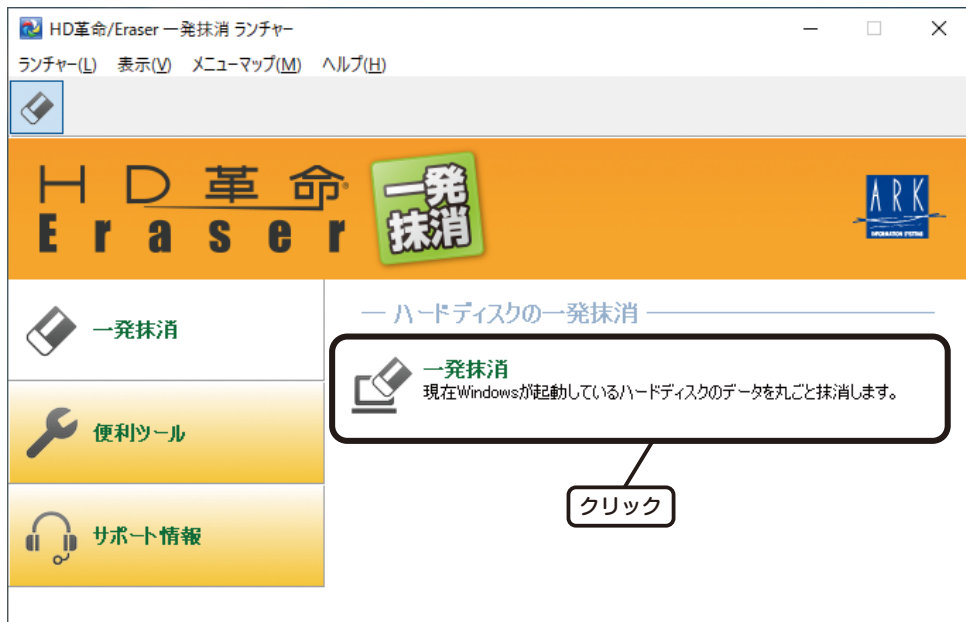 HD革命/Eraser 一発抹消 ランチャー
ランチャー(L) 表示(V) メニューマップ(M) ヘルプ(H)
HD革命
Eraser
一発
抹消
ARK
INFORMATION SYSTEMS
一発抹消
便利ツール
サポート情報
ハードディスクの一発抹消
一発抹消
現在Windowsが起動しているハードディスクのデータを丸ごと抹消します。
クリック